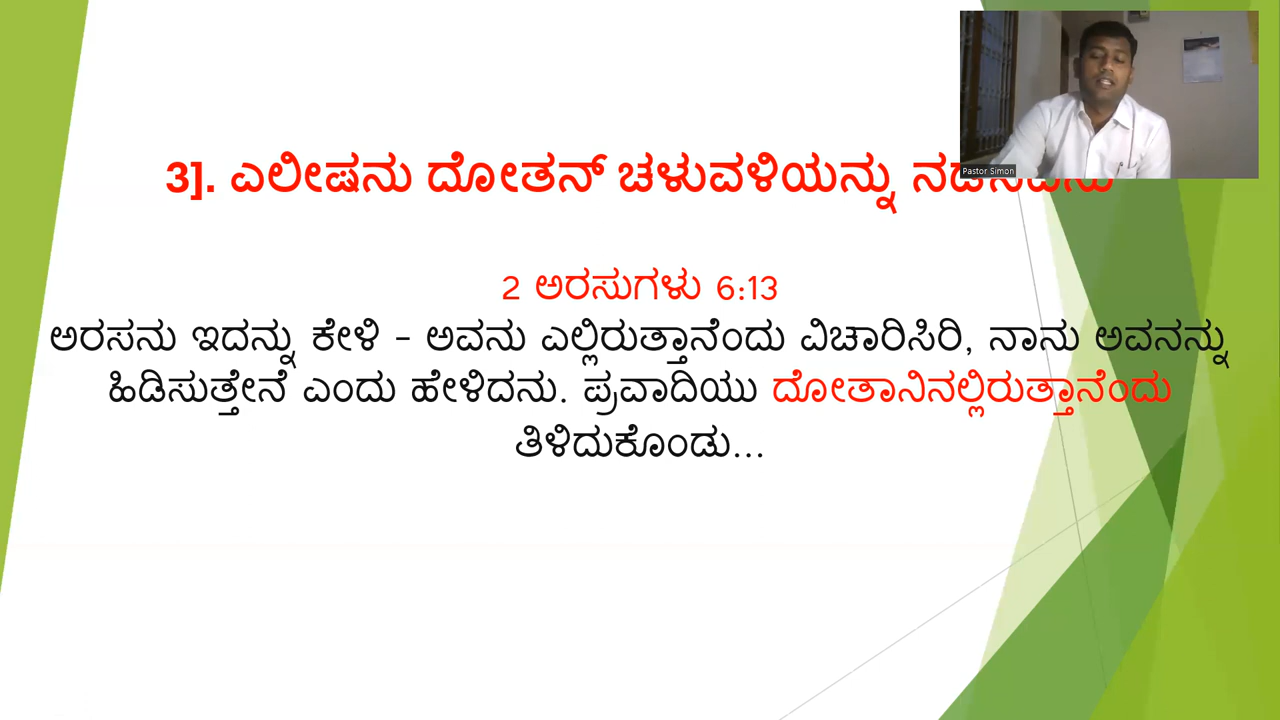 3]. ಎಲೀಷನು ದೋತನ್ ಚಳುವಳಿಯನ್ನು
2 ಅರಸುಗಳು 6:13
ಅರಸನು ಇದನ್ನು ಕೇಳಿ – ಅವನು ಎಲ್ಲಿರುತ್ತಾನೆಂದು ವಿಚಾರಿಸಿರಿ, ನಾನು ಅವನನ್ನು
ಹಿಡಿಸುತ್ತೇನೆ ಎಂದು ಹೇಳಿದನು. ಪ್ರವಾದಿಯು ದೋತಾನಿನಲ್ಲಿರುತ್ತಾನೆಂದು
ತಿಳಿದುಕೊಂಡು...
Pastor Simon